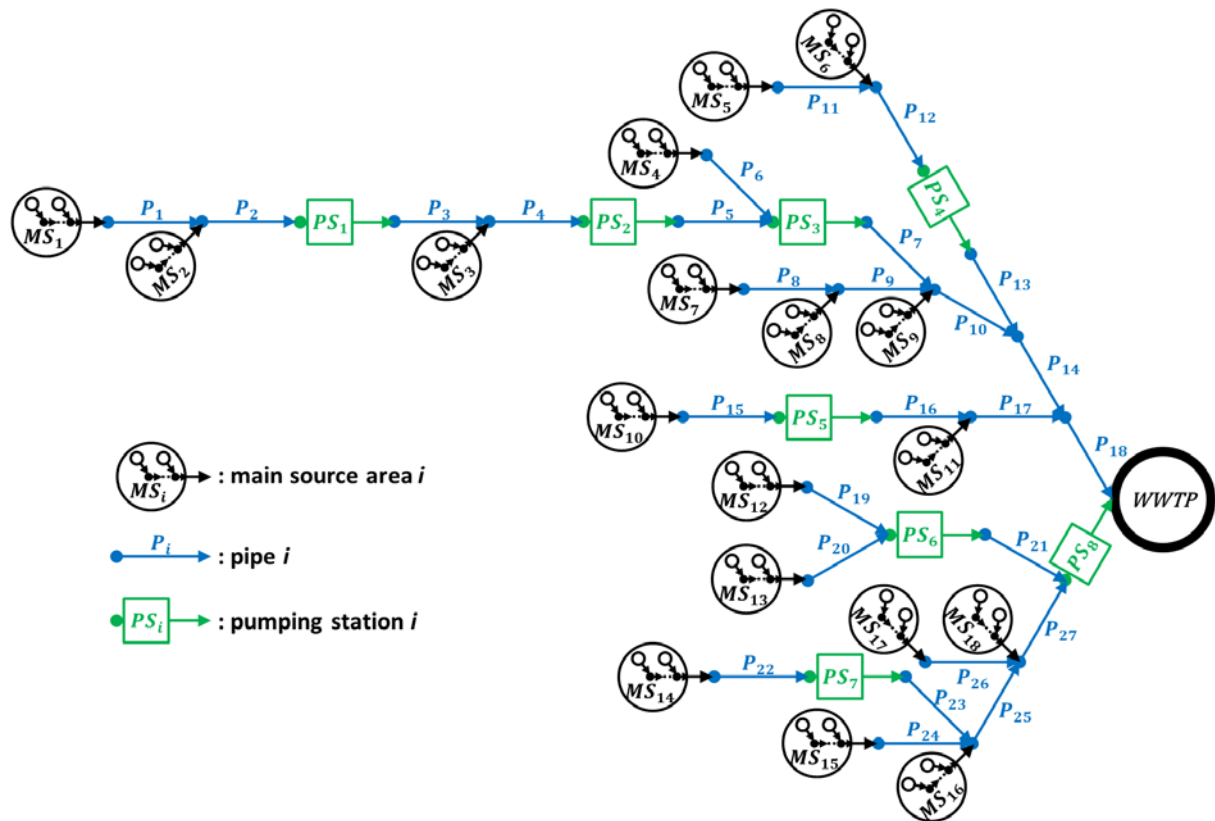 MS₆
MS₅
P₁₁
P₁₂
MS₄
P₆
PS₄
MS₁
P₁
P₂
PS₁
P₃
P₄
PS₂
P₅
PS₃
MS₂
MS₃
P₇
P₁₃
MS₇
P₈
P₉
MS₈
MS₉
P₁₀
P₁₄
MS₁₀
P₁₅
PS₅
P₁₆
P₁₇
MS₁₁
P₁₈
MSᵢ
: main source area i
MS₁₂
P₁₉
WWTP
Pᵢ
: pipe i
PS₆
P₂₀
P₂₁
PS₈
MS₁₃
PSᵢ
: pumping station i
MS₁₇
MS₁₈
P₂₇
MS₁₄
P₂₂
PS₇
P₂₆
P₂₃
P₂₅
MS₁₅
P₂₄
MS₁₆